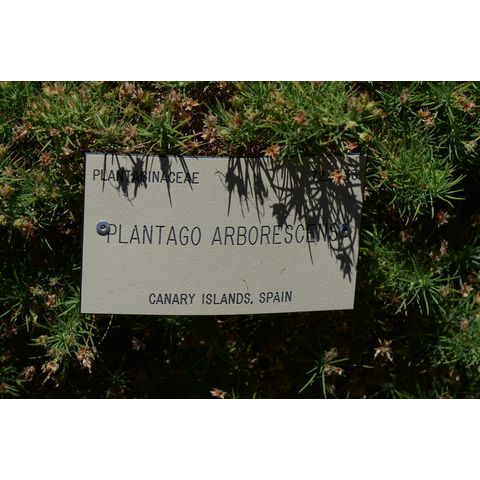 PLANTAGINACEAE
PLANTAGO ARBORESCENS
CANARY ISLANDS, SPAIN